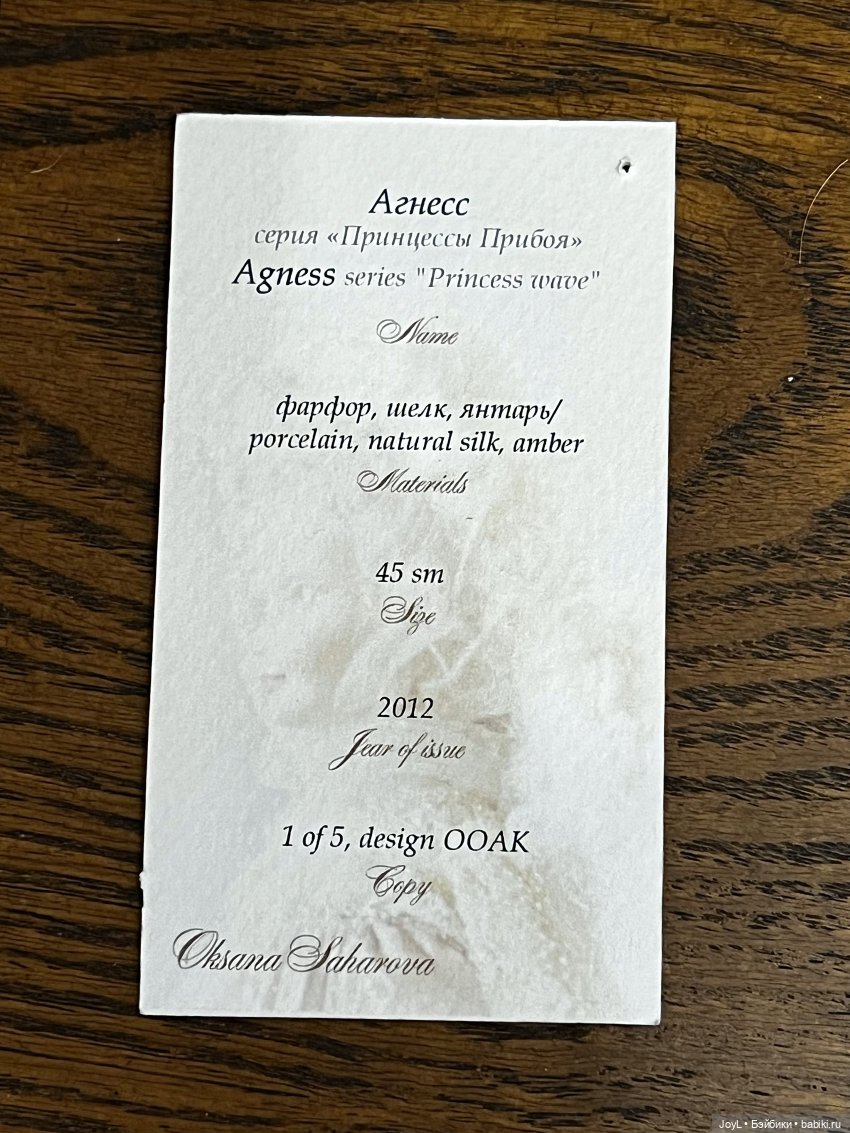 Агнесс
серия «Принцессы Прибоя»
Agness series "Princess wave"
Name
фарфор, шелк, янтарь/
porcelain, natural silk, amber
Materials
45 sm
Size
2012
Jear of issue
1 of 5, design OOAK
Copy
Oksana Saharova
JoyL • Бэйбики • babiki.ru